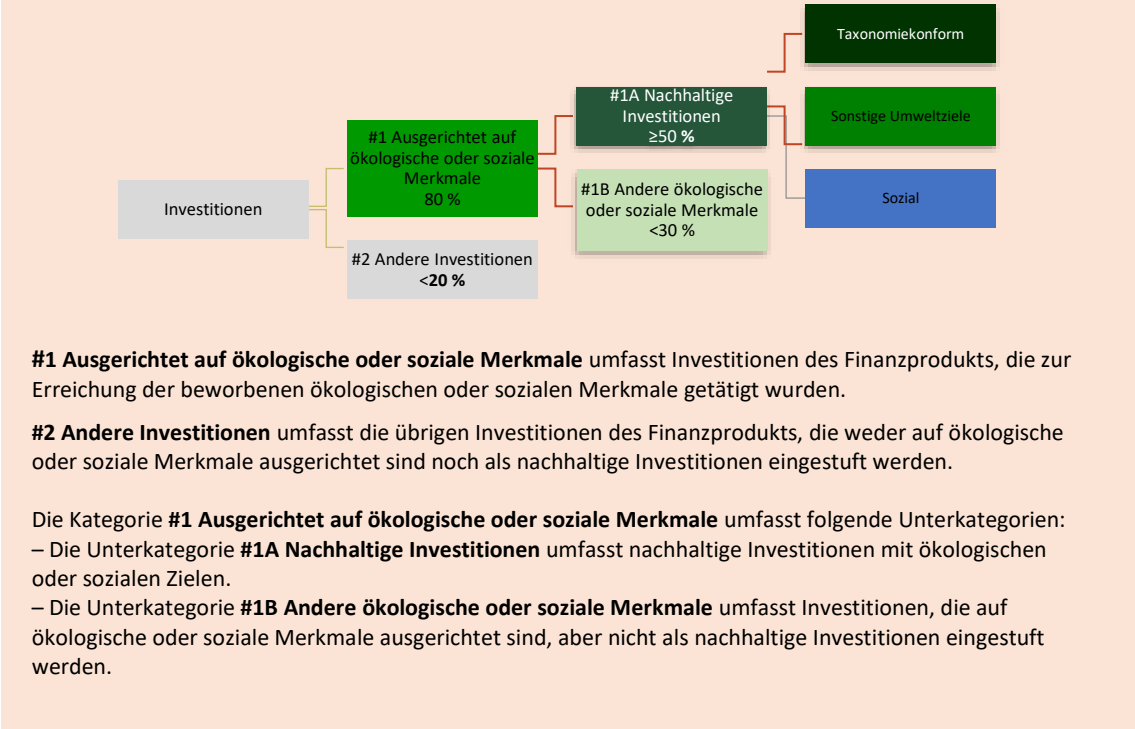 Taxonomiekonform
#1A Nachhaltige
Investitionen
≥50 %
Sonstige Umweltziele
#1 Ausgerichtet auf
ökologische oder soziale
Merkmale
80 %
#1B Andere ökologische
oder soziale Merkmale
<30 %
Sozial
Investitionen
#2 Andere Investitionen
<20 %
#1 Ausgerichtet auf ökologische oder soziale Merkmale umfasst Investitionen des Finanzprodukts, die zur
Erreichung der beworbenen ökologischen oder sozialen Merkmale getätigt wurden.
#2 Andere Investitionen umfasst die übrigen Investitionen des Finanzprodukts, die weder auf ökologische
oder soziale Merkmale ausgerichtet sind noch als nachhaltige Investitionen eingestuft werden.
Die Kategorie #1 Ausgerichtet auf ökologische oder soziale Merkmale umfasst folgende Unterkategorien:
– Die Unterkategorie #1A Nachhaltige Investitionen umfasst nachhaltige Investitionen mit ökologischen
oder sozialen Zielen.
– Die Unterkategorie #1B Andere ökologische oder soziale Merkmale umfasst Investitionen, die auf
ökologische oder soziale Merkmale ausgerichtet sind, aber nicht als nachhaltige Investitionen eingestuft
werden.